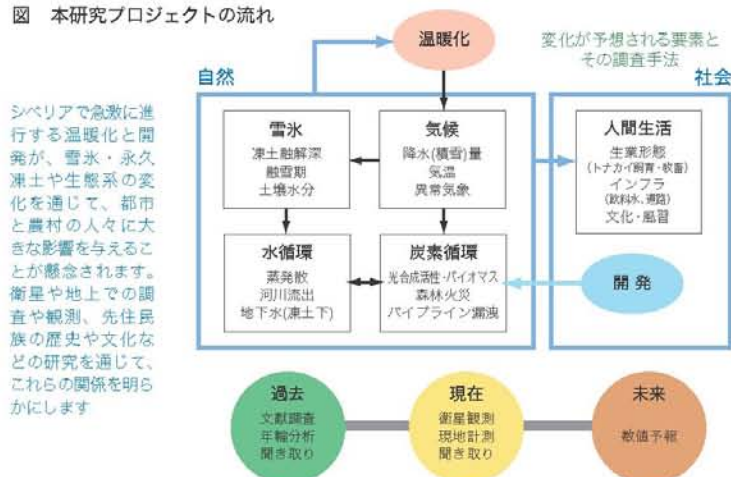 図 本研究プロジェクトの流れ
温暖化
変化が予想される要素と
その調査手法
自然
社会
シベリアで急激に進
行する温暖化と開
発が、雪氷・永久
凍土や生態系の変
化を通じて、都市
と農村の人々に大
きな影響を与えるこ
とが懸念されます。
衛星や地上での調
査や観測、先住民
族の歴史や文化な
どの研究を通じて、
これらの関係を明ら
かにします
雪氷
凍土融解深
融雪期
土壌水分
気候
降水(積雪)量
気温
異常気象
人間生活
生業形態
(トナカイ飼育・牧畜)
インフラ
(飲料水、道路)
文化・風習
水循環
蒸発散
河川流出
地下水(凍土下)
炭素循環
光合成活性・バイオマス
森林火災
パイプライン漏洩
開発
過去
文献調査
年輪分析
聞き取り
現在
衛星観測
現地計測
聞き取り
未来
数値予報